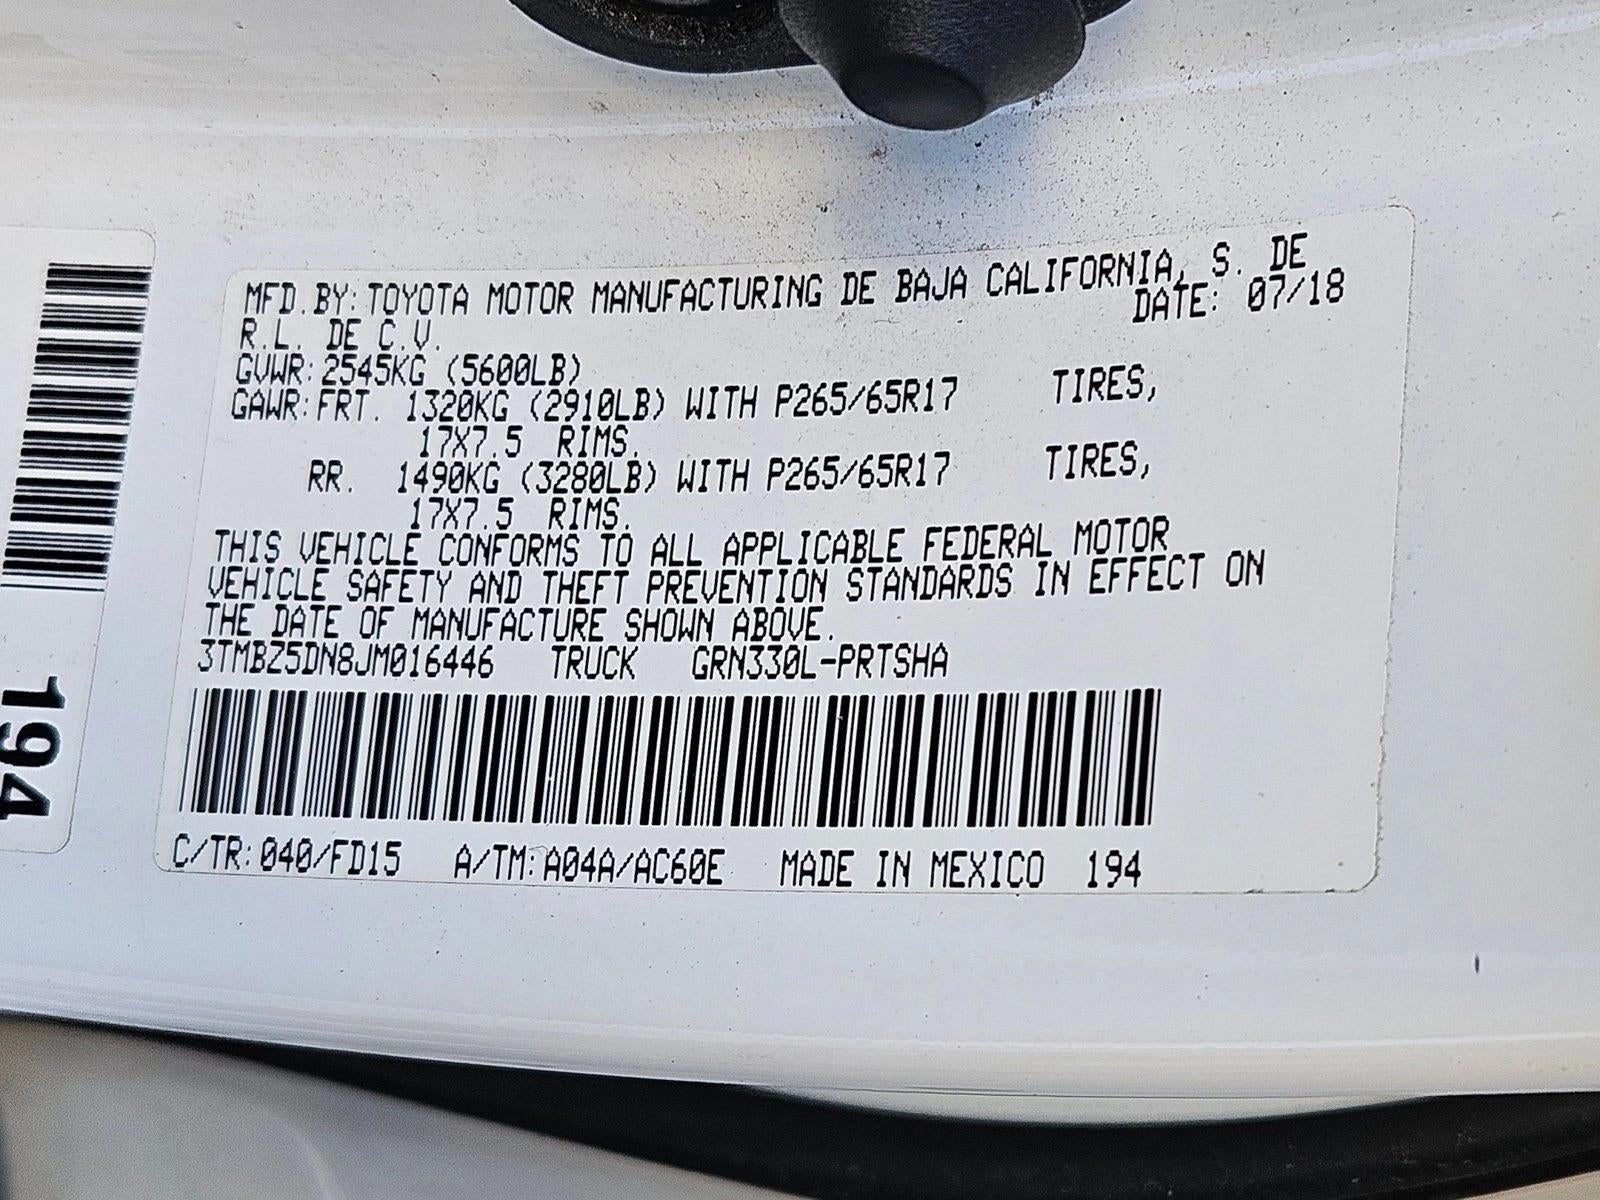 MFD.BY:TOYOTA MOTOR MANUFACTURING DE BAJA CALIFORNIA, S. DE
R.L. DE C.V. DATE: 07/18
GVWR:2545KG (5600LB)
GAWR:FRT. 1320KG (2910LB) WITH P265/65R17 TIRES,
17X7.5 RIMS.
RR. 1490KG (3280LB) WITH P265/65R17 TIRES,
17X7.5 RIMS.
THIS VEHICLE CONFORMS TO ALL APPLICABLE FEDERAL MOTOR
VEHICLE SAFETY AND THEFT PREVENTION STANDARDS IN EFFECT ON
THE DATE OF MANUFACTURE SHOWN ABOVE.
3TMBZ5DN8JM016446 TRUCK GRN330L-PRTSHA
C/TR:040/FD15 A/TM:A04A/AC60E MADE IN MEXICO 194
194